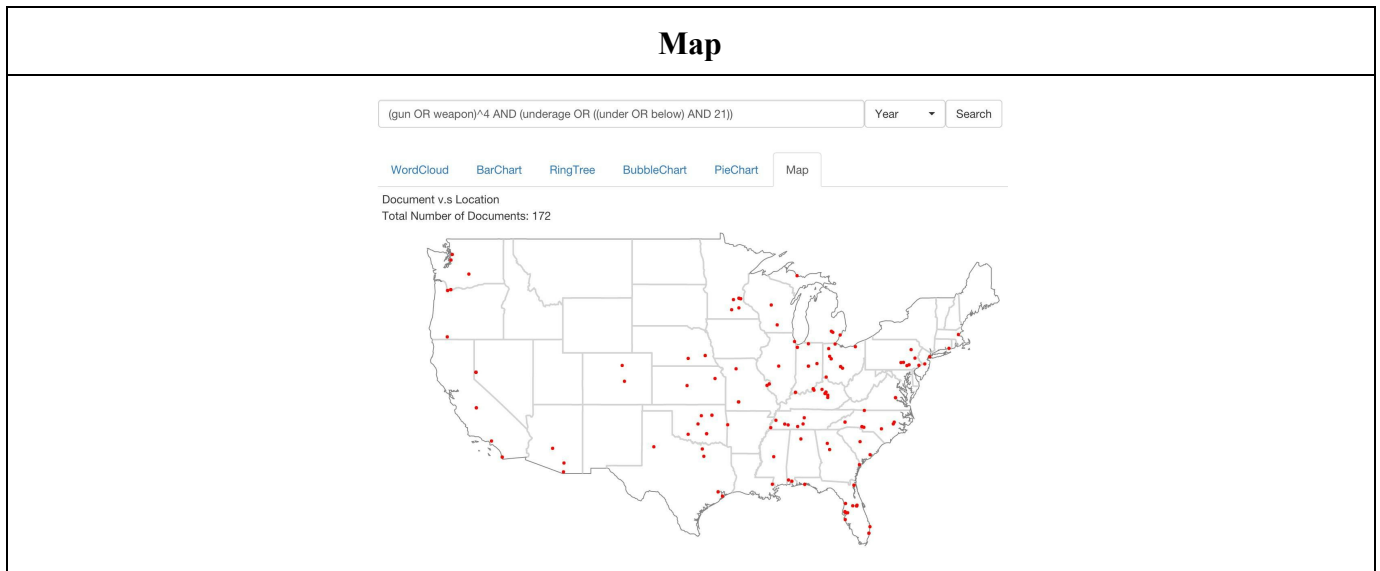 Map
(gun OR weapon)^4 AND (underage OR ((under OR below) AND 21)) Year Search
WordCloud BarChart RingTree BubbleChart PieChart Map
Document v.s Location
Total Number of Documents: 172